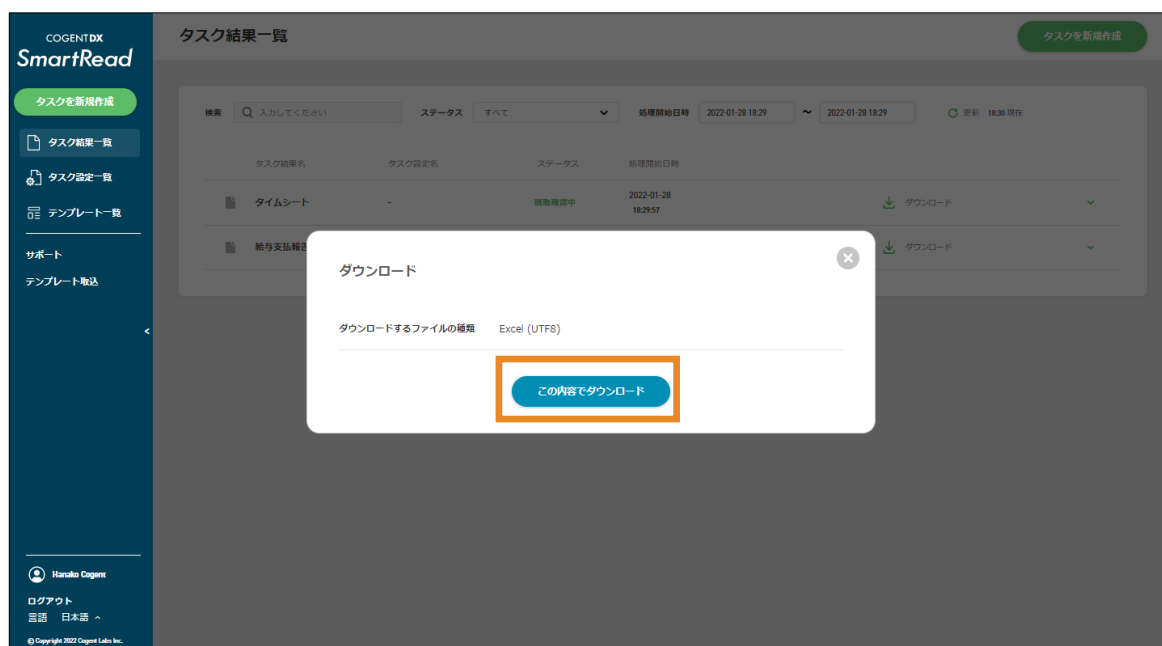 COGENTDX
SmartRead
タスクを新規作成
タスク結果一覧
タスク設定一覧
テンプレート一覧
サポート
テンプレート取込
<
Hanako Cogent
ログアウト
言語 日本語
© Copyright 2022 Cogent Labs Inc.
タスク結果一覧
タスクを新規作成
検索 入力してください ステータス すべて 処理開始日時 2022-01-28 18:29 〜 2022-01-28 18:29 更新 18:30 現在
タスク結果名 タスク設定名 ステータス 処理開始日時
タイムシート - 読取確認中 2022-01-28 ダウンロード
18:29:57
給与支払報告 ダウンロード
ダウンロード
ダウンロードするファイルの種類 Excel (UTF8)
この内容でダウンロード